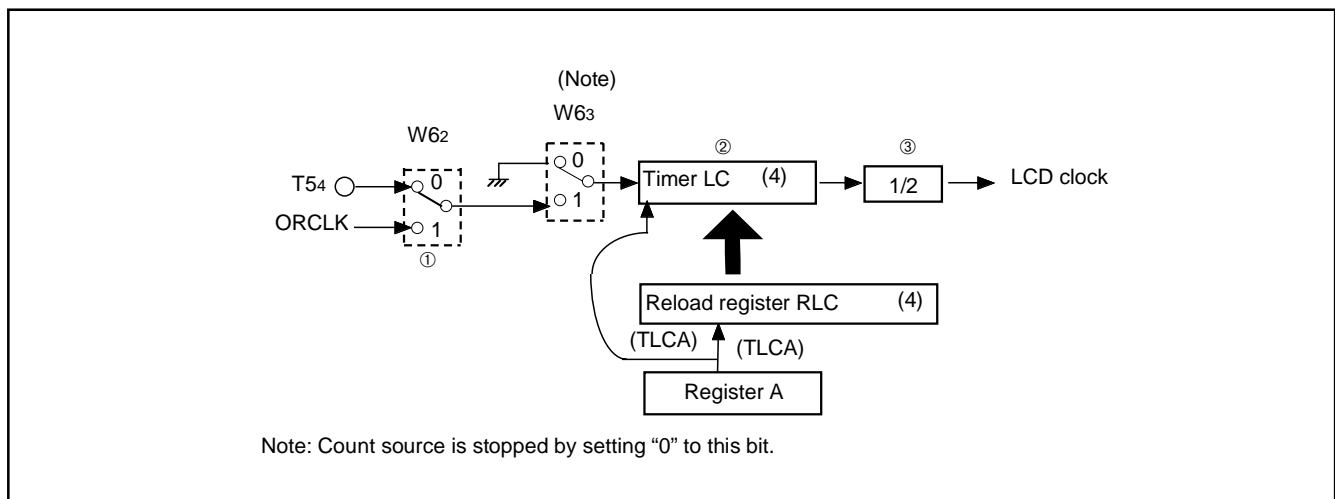 (Note)
W63
W62
② ③
0
T54 0 Timer LC (4) 1/2 LCD clock
1
ORCLK 1
①
Reload register RLC (4)
(TLCA) (TLCA)
Register A
Note: Count source is stopped by setting “0” to this bit.